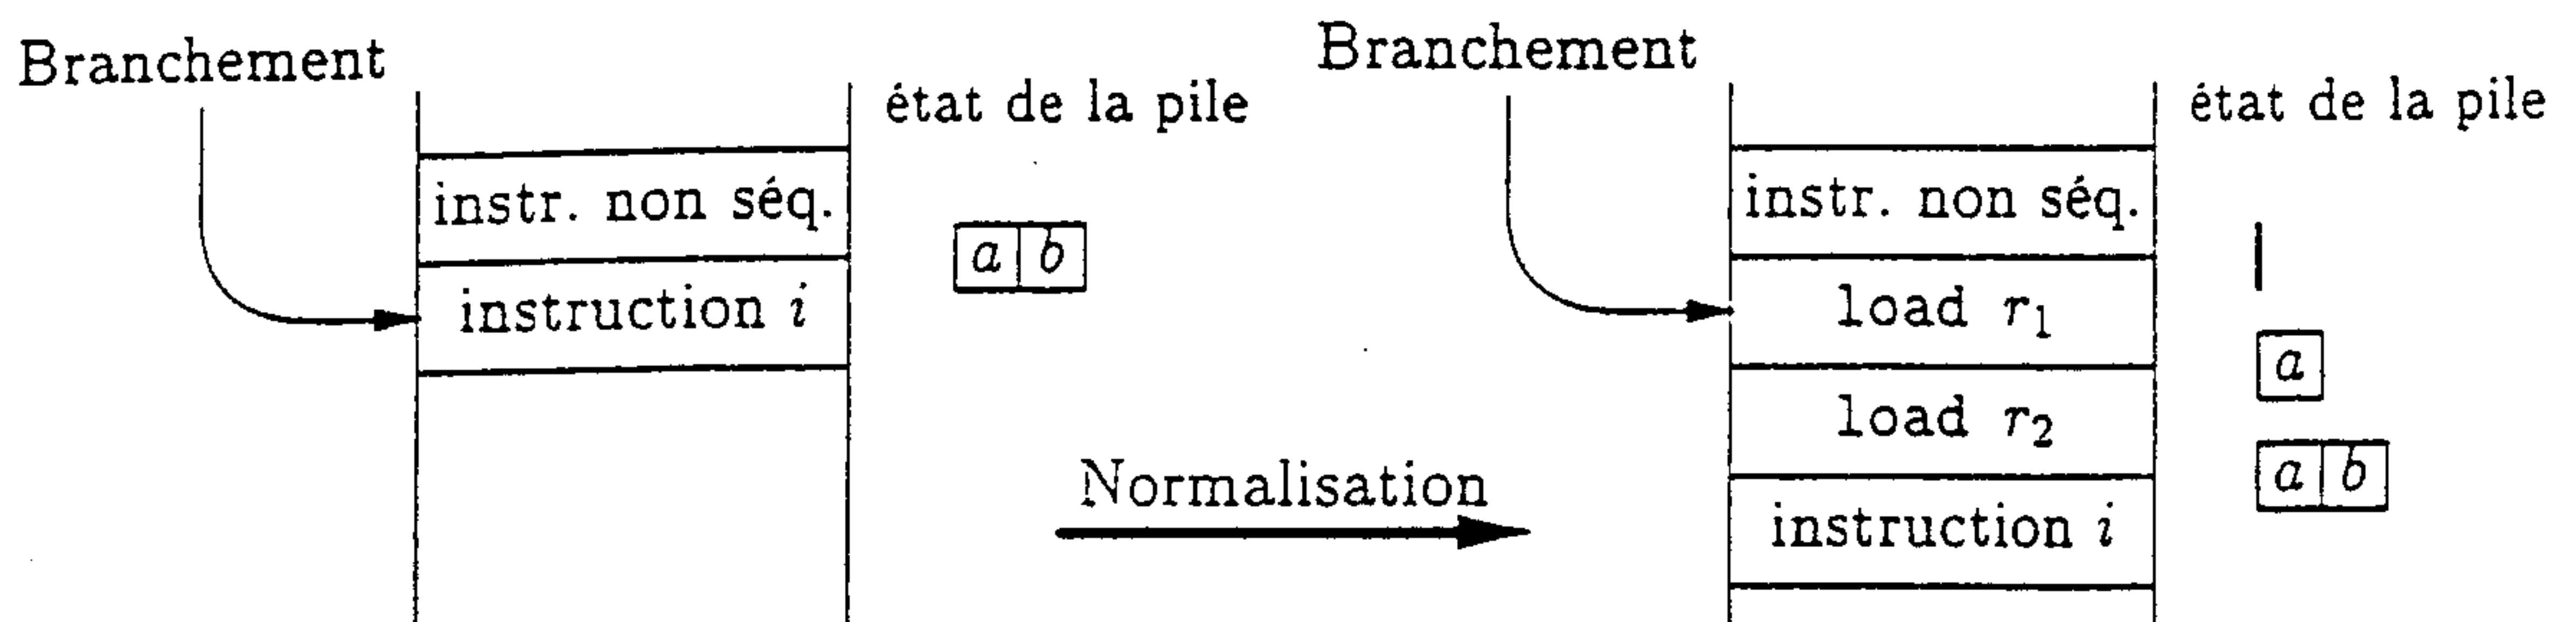 Branchement
état de la pile
instr. non séq.
a b
instruction i
Normalisation
Branchement
état de la pile
instr. non séq.
load r₁
a
load r₂
a b
instruction i